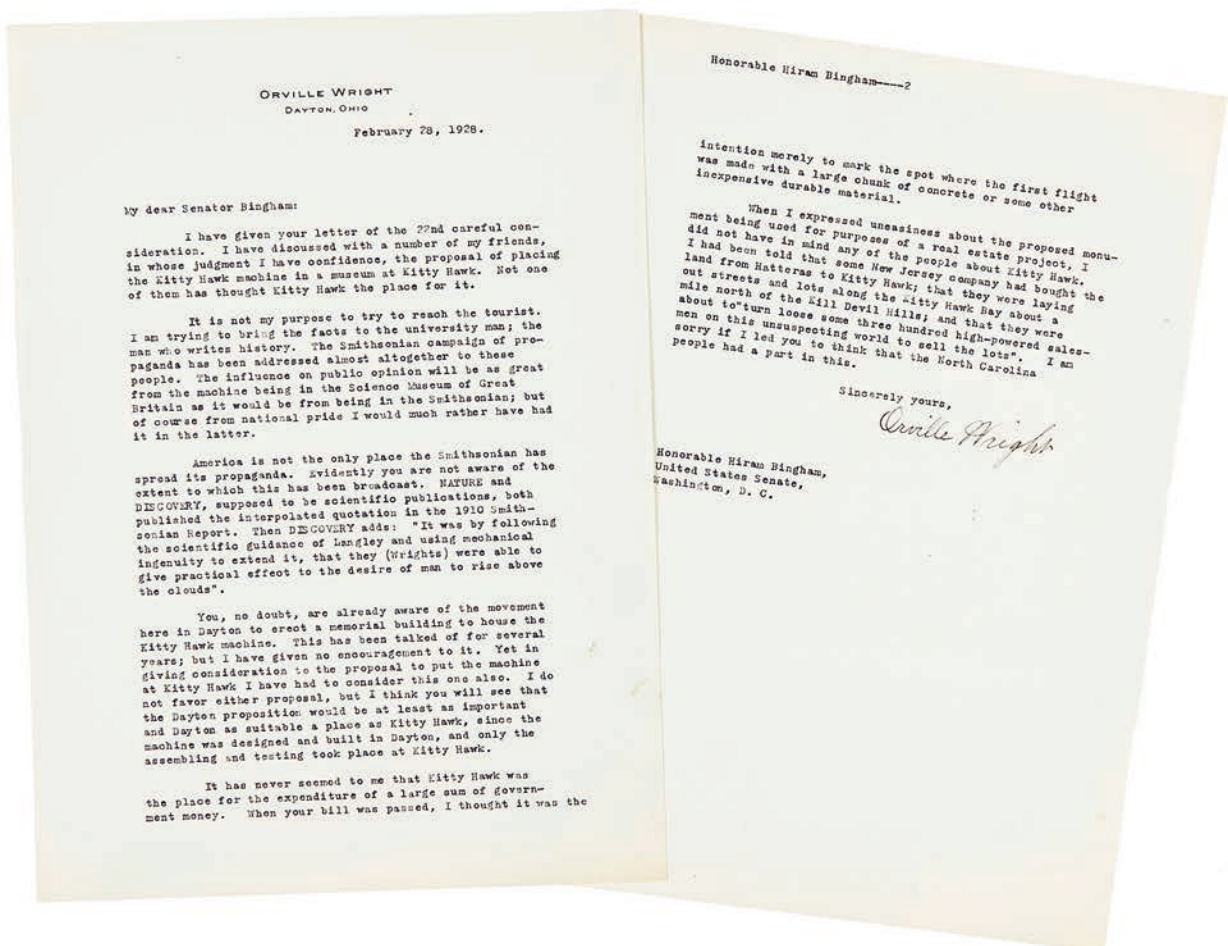 ORVILLE WRIGHT
DAYTON, OHIO
February 28, 1928.
My dear Senator Bingham:
I have given your letter of the 22nd careful con-
sideration. I have discussed with a number of my friends,
in whose judgment I have confidence, the proposal of placing
the Kitty Hawk machine in a museum at Kitty Hawk. Not one
of them has thought Kitty Hawk the place for it.
It is not my purpose to try to reach the tourist.
I am trying to bring the facts to the university man; the
man who writes history. The Smithsonian campaign of pro-
paganda has been addressed almost altogether to these
people. The influence on public opinion will be as great
from the machine being in the Science Museum of Great
Britain as it would be from being in the Smithsonian; but
of course from national pride I would much rather have had
it in the latter.
America is not the only place the Smithsonian has
spread its propaganda. Evidently you are not aware of the
extent to which this has been broadcast. NATURE and
DISCOVERY, supposed to be scientific publications, both
published the interpolated quotation in the 1910 Smith-
sonian Report. Then DISCOVERY adds: "It was by following
the scientific guidance of Langley and using mechanical
ingenuity to extend it, that they (Wrights) were able to
give practical effect to the desire of man to rise above
the clouds".
You, no doubt, are already aware of the movement
here in Dayton to erect a memorial building to house the
Kitty Hawk machine. This has been talked of for several
years; but I have given no encouragement to it. Yet in
giving consideration to the proposal to put the machine
at Kitty Hawk I have had to consider this one also. I do
not favor either proposal, but I think you will see that
the Dayton proposition would be at least as important
and Dayton as suitable a place as Kitty Hawk, since the
machine was designed and built in Dayton, and only the
assembling and testing took place at Kitty Hawk.
It has never seemed to me that Kitty Hawk was
the place for the expenditure of a large sum of govern-
ment money. When your bill was passed, I thought it was the
Honorable Hiram Bingham----2
intention merely to mark the spot where the first flight
was made with a large chunk of concrete or some other
inexpensive durable material.
When I expressed uneasiness about the proposed monu-
ment being used for purposes of a real estate project, I
did not have in mind any of the people about Kitty Hawk.
I had been told that some New Jersey company had bought the
land from Hatteras to Kitty Hawk; that they were laying
out streets and lots along the Kitty Hawk Bay about a
mile north of the Kill Devil Hills; and that they were
about to"turn loose some three hundred high-powered sales-
men on this unsuspecting world to sell the lots". I am
sorry if I led you to think that the North Carolina
people had a part in this.
Sincerely yours,
Orville Wright
Honorable Hiram Bingham,
United States Senate,
Washington, D. C.